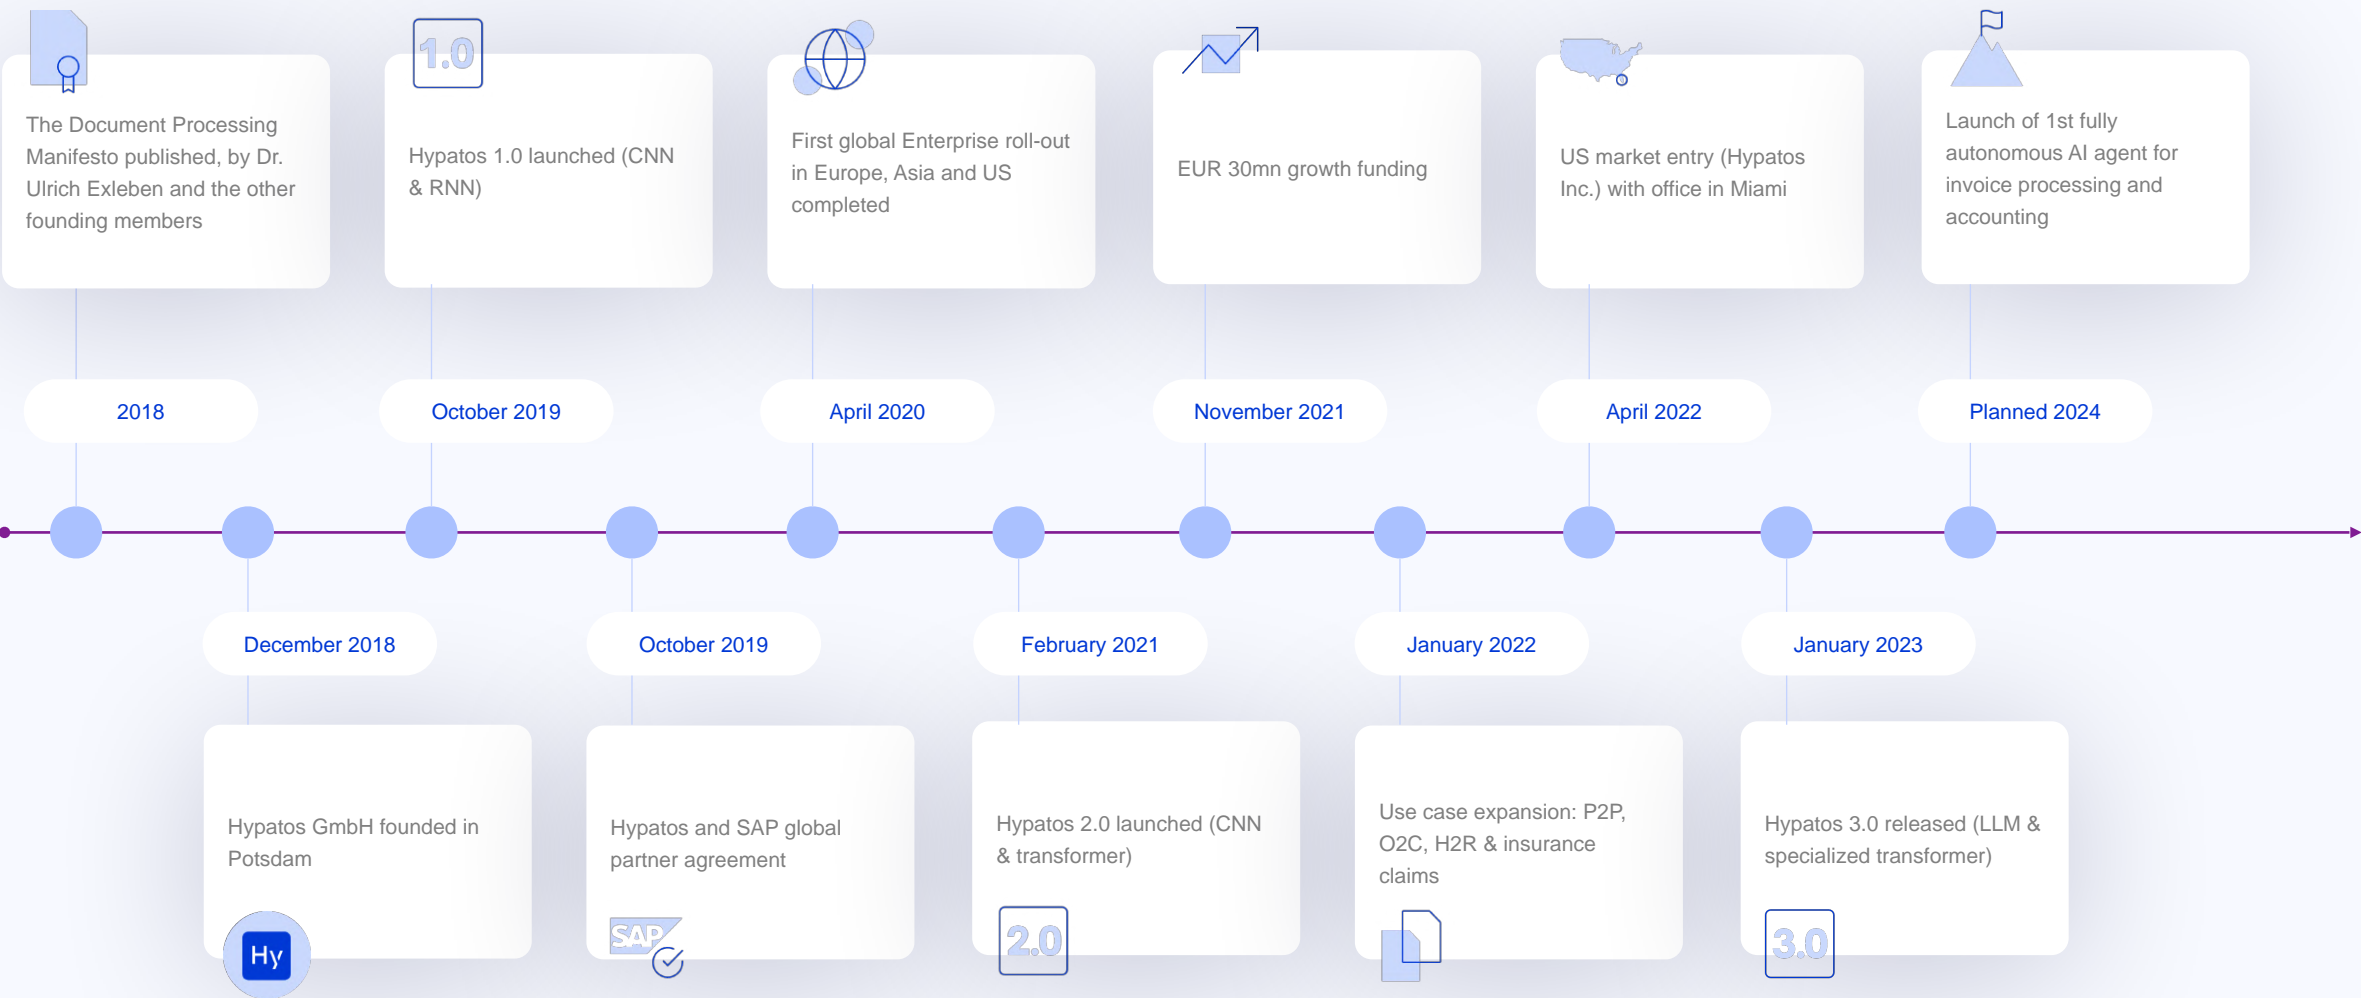 1.0
The Document Processing
Manifesto published, by Dr.
Ulrich Exleben and the other
founding members
Hypatos 1.0 launched (CNN
& RNN)
First global Enterprise roll-out
in Europe, Asia and US
completed
EUR 30mn growth funding
US market entry (Hypatos
Inc.) with office in Miami
Launch of 1st fully
autonomous AI agent for
invoice processing and
accounting
2018
October 2019
April 2020
November 2021
April 2022
Planned 2024
December 2018
October 2019
February 2021
January 2022
January 2023
Hypatos GmbH founded in
Potsdam
Hy
Hypatos and SAP global
partner agreement
SAP
Hypatos 2.0 launched (CNN
& transformer)
2.0
Use case expansion: P2P,
O2C, H2R & insurance
claims
Hypatos 3.0 released (LLM &
specialized transformer)
3.0